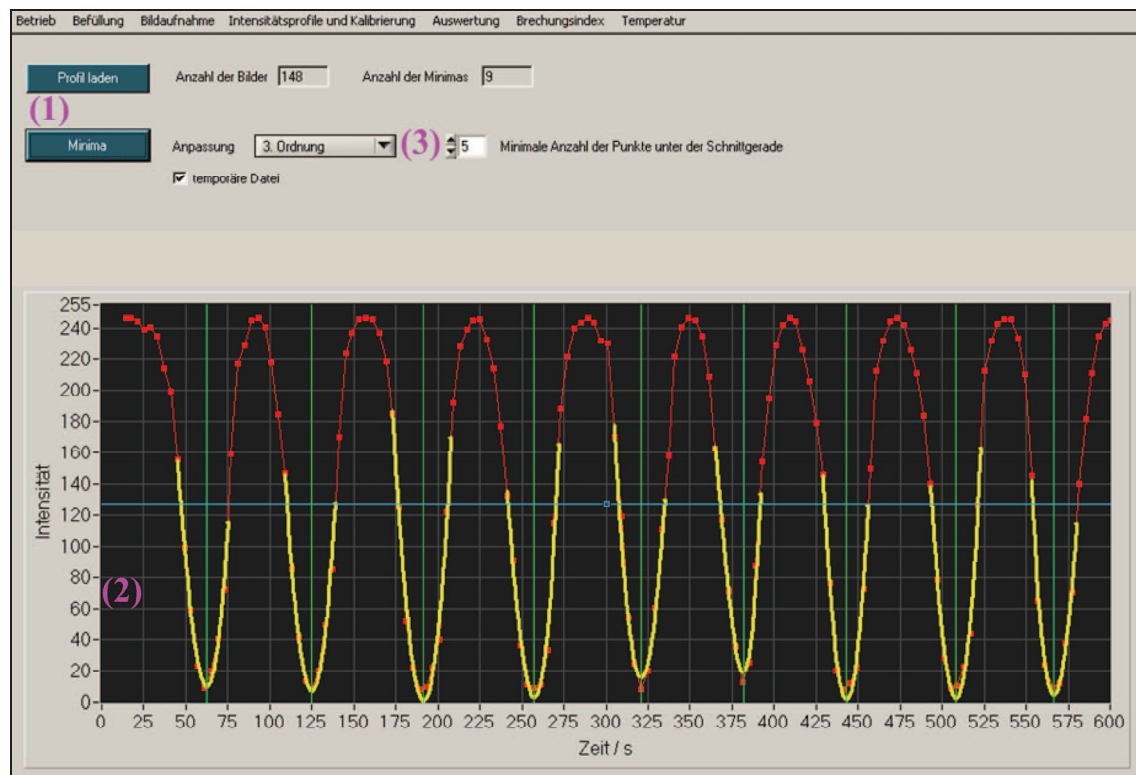 Betrieb Befüllung Bildaufnahme Intensitätsprofile und Kalibrierung Auswertung Brechungsindex Temperatur
Profil laden Anzahl der Bilder 148 Anzahl der Minimas 9
(1)
Minima Anpassung 3. Ordnung (3) 5 Minimale Anzahl der Punkte unter der Schnittgerade
temporäre Datei
255
240
220
200
180
160
140
120
100
80
60
40
20
0
Intensität
(2)
0 25 50 75 100 125 150 175 200 225 250 275 300 325 350 375 400 425 450 475 500 525 550 575 600
Zeit / s